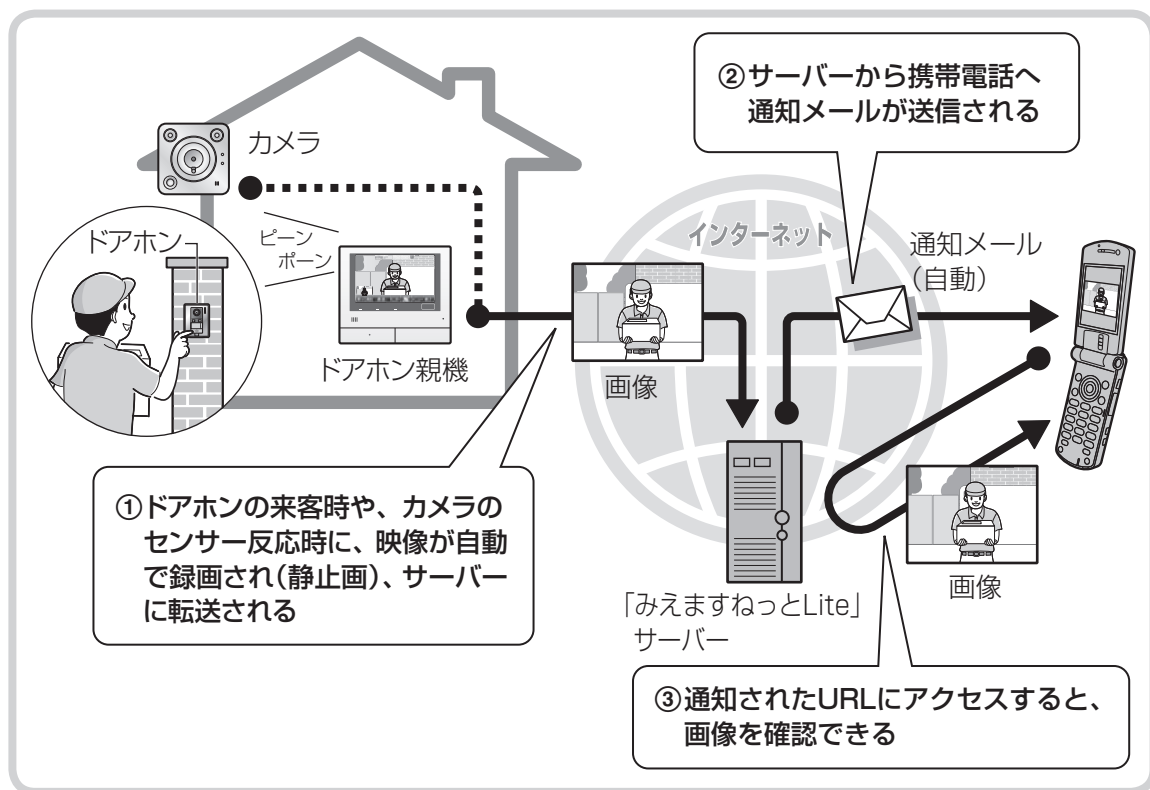 ②サーバーから携帯電話へ
通知メールが送信される
カメラ
ドアホン
ピーン
ポーン
ドアホン親機
インターネット
通知メール
(自動)
画像
①ドアホンの来客時や、カメラの
センサー反応時に、映像が自動
で録画され(静止画)、サーバー
に転送される
「みえますねっとLite」
サーバー
画像
③通知されたURLにアクセスすると、
画像を確認できる